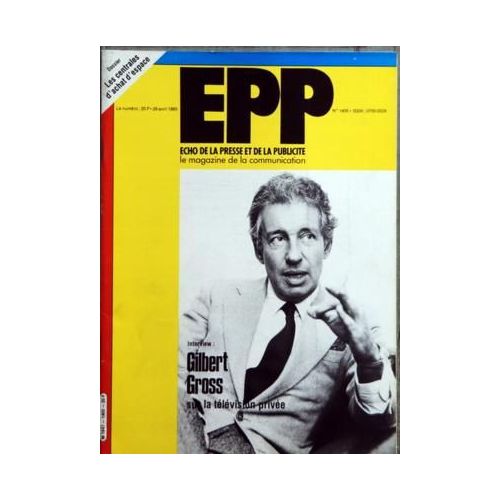 Dossier
Les centrales
d'achat d'espace
EPP
ECHO DE LA PRESSE ET DE LA PUBLICITE
le magazine de la communication
Interview :
Gilbert
Gross
sur la télévision privée